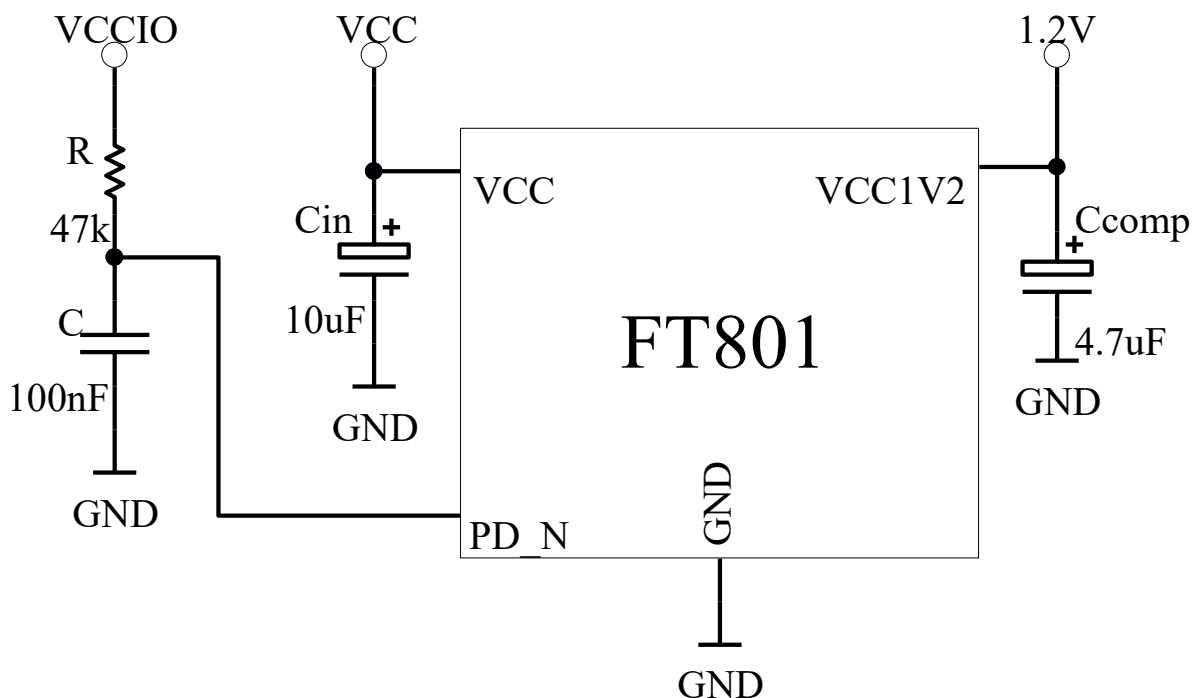 VCCIO
VCC
1.2V
R
47k
C
100nF
GND
Cin
+
10uF
GND
VCC
VCC1V2
FT801
PD_N
GND
GND
Ccomp
+
4.7uF
GND